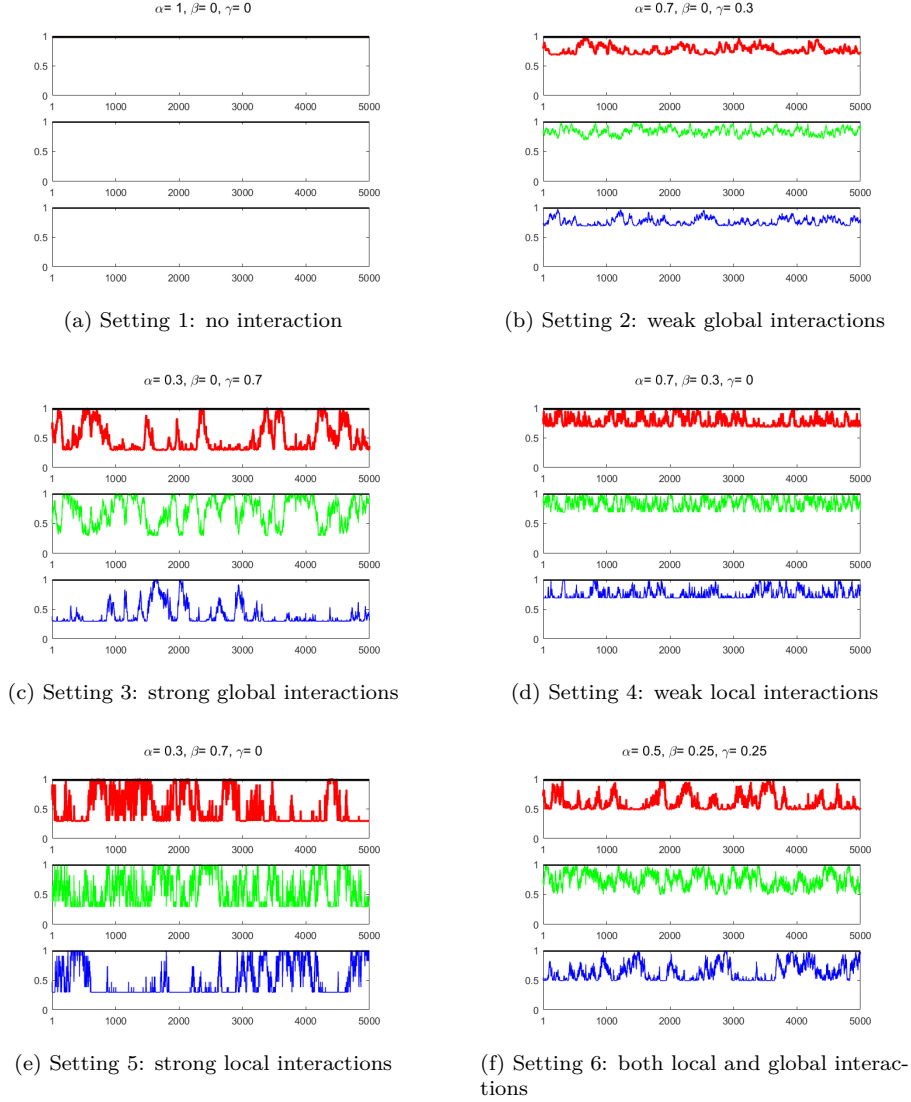 α= 1, β= 0, γ= 0
1
0.5
0
1 1000 2000 3000 4000 5000
1
0.5
0
1 1000 2000 3000 4000 5000
1
0.5
0
1 1000 2000 3000 4000 5000
(a) Setting 1: no interaction
α= 0.7, β= 0, γ= 0.3
1
0.5
0
1 1000 2000 3000 4000 5000
1
0.5
0
1 1000 2000 3000 4000 5000
1
0.5
0
1 1000 2000 3000 4000 5000
(b) Setting 2: weak global interactions
α= 0.3, β= 0, γ= 0.7
1
0.5
0
1 1000 2000 3000 4000 5000
1
0.5
0
1 1000 2000 3000 4000 5000
1
0.5
0
1 1000 2000 3000 4000 5000
(c) Setting 3: strong global interactions
α= 0.7, β= 0.3, γ= 0
1
0.5
0
1 1000 2000 3000 4000 5000
1
0.5
0
1 1000 2000 3000 4000 5000
1
0.5
0
1 1000 2000 3000 4000 5000
(d) Setting 4: weak local interactions
α= 0.3, β= 0.7, γ= 0
1
0.5
0
1 1000 2000 3000 4000 5000
1
0.5
0
1 1000 2000 3000 4000 5000
1
0.5
0
1 1000 2000 3000 4000 5000
(e) Setting 5: strong local interactions
α= 0.5, β= 0.25, γ= 0.25
1
0.5
0
1 1000 2000 3000 4000 5000
1
0.5
0
1 1000 2000 3000 4000 5000
1
0.5
0
1 1000 2000 3000 4000 5000
(f) Setting 6: both local and global interac-
tions